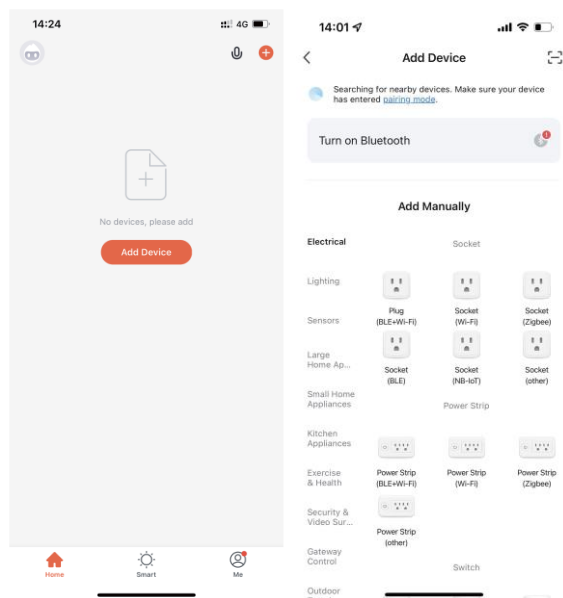 14:24
4G
No devices, please add
Add Device
Home
Smart
Me
14:01
Add Device
Searching for nearby devices. Make sure your device
has entered pairing mode.
Turn on Bluetooth
Add Manually
Electrical
Lighting
Sensors
Large
Home Ap...
Small Home
Appliances
Kitchen
Appliances
Exercise
& Health
Security &
Video Sur...
Gateway
Control
Outdoor
Socket
Plug
(BLE+Wi-Fi)
Socket
(Wi-Fi)
Socket
(Zigbee)
Socket
(BLE)
Socket
(NB-IoT)
Socket
(other)
Power Strip
Power Strip
(BLE+Wi-Fi)
Power Strip
(Wi-Fi)
Power Strip
(Zigbee)
Power Strip
(other)
Switch